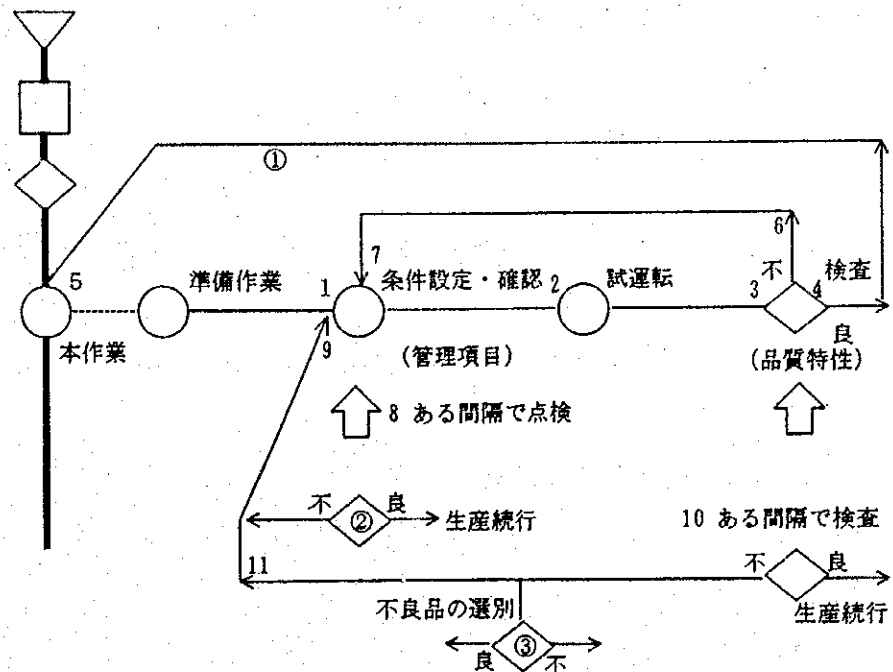 ①
6
7
不
検査
5
準備作業
1
条件設定・確認
2
試運転
3
4
本作業
9
(管理項目)
良
(品質特性)
8 ある間隔で点検
不
良
②
生産続行
10 ある間隔で検査
11
不
良
不良品の選別
生産続行
③
良
不